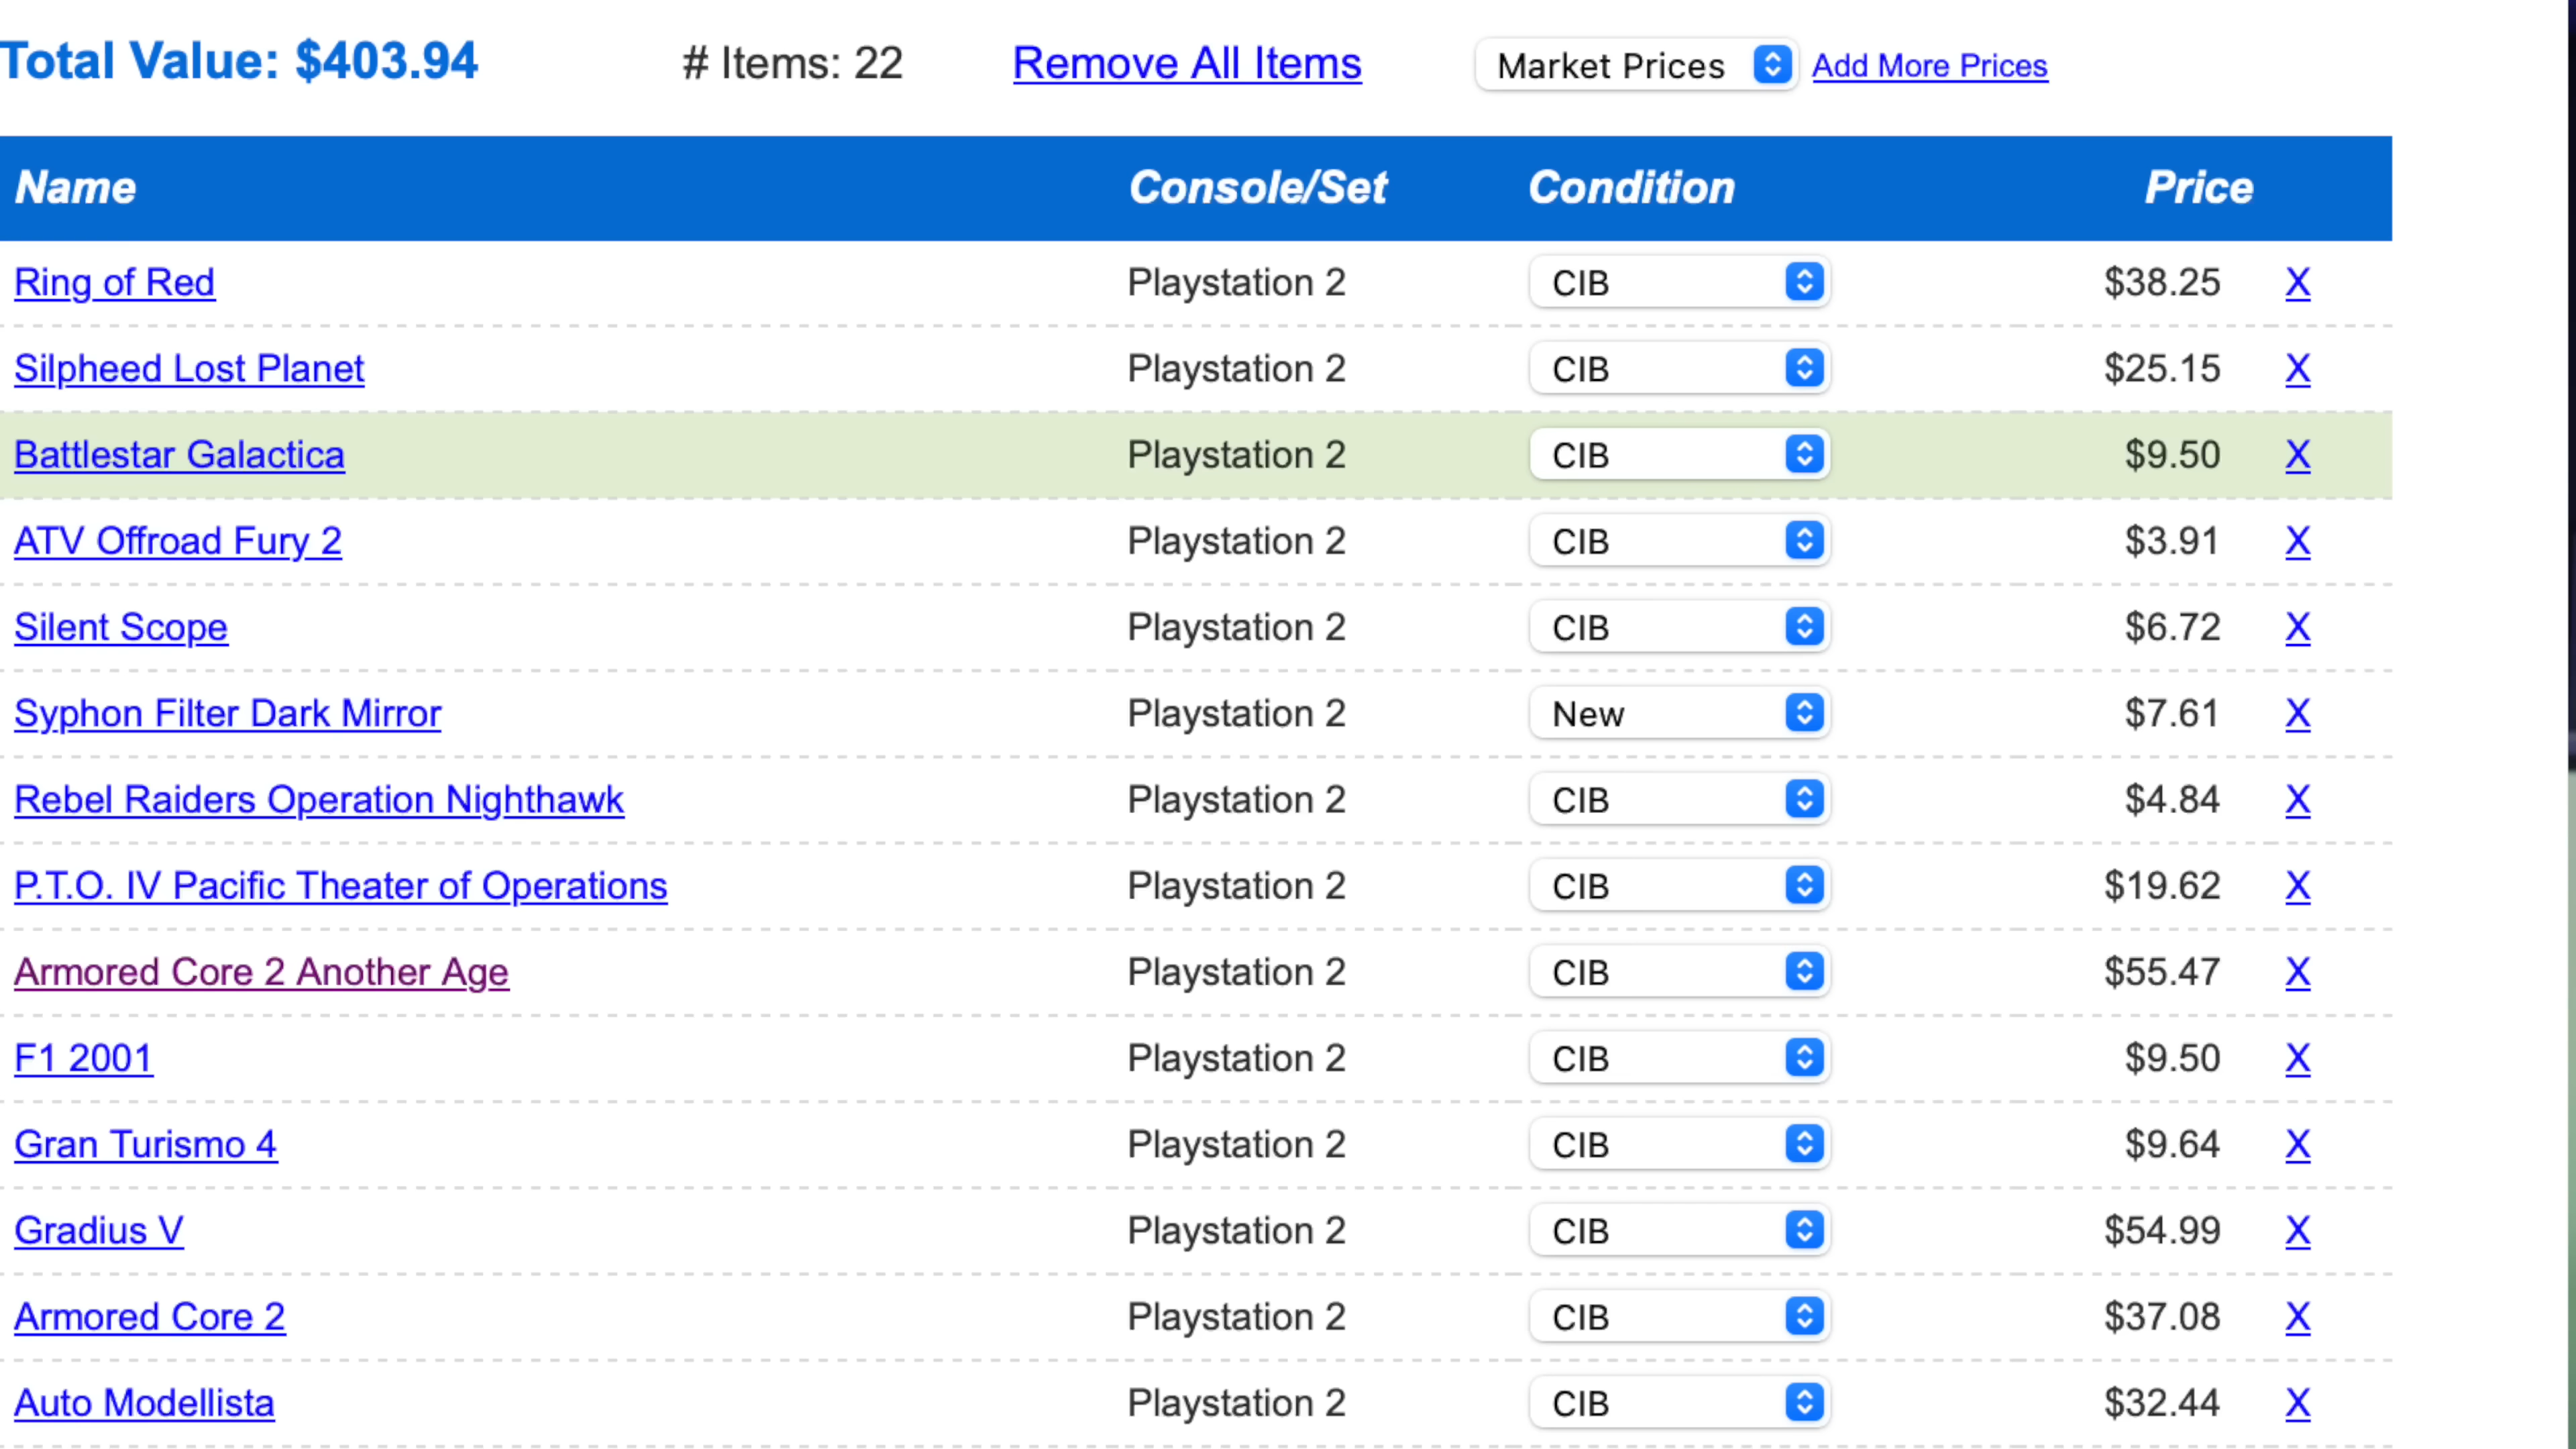 Total Value: $403.94 # Items: 22 Remove All Items Market Prices Add More Prices
Name Console/Set Condition Price
Ring of Red Playstation 2 CIB $38.25 X
Silpheed Lost Planet Playstation 2 CIB $25.15 X
Battlestar Galactica Playstation 2 CIB $9.50 X
ATV Offroad Fury 2 Playstation 2 CIB $3.91 X
Silent Scope Playstation 2 CIB $6.72 X
Syphon Filter Dark Mirror Playstation 2 New $7.61 X
Rebel Raiders Operation Nighthawk Playstation 2 CIB $4.84 X
P.T.O. IV Pacific Theater of Operations Playstation 2 CIB $19.62 X
Armored Core 2 Another Age Playstation 2 CIB $55.47 X
F1 2001 Playstation 2 CIB $9.50 X
Gran Turismo 4 Playstation 2 CIB $9.64 X
Gradius V Playstation 2 CIB $54.99 X
Armored Core 2 Playstation 2 CIB $37.08 X
Auto Modellista Playstation 2 CIB $32.44 X